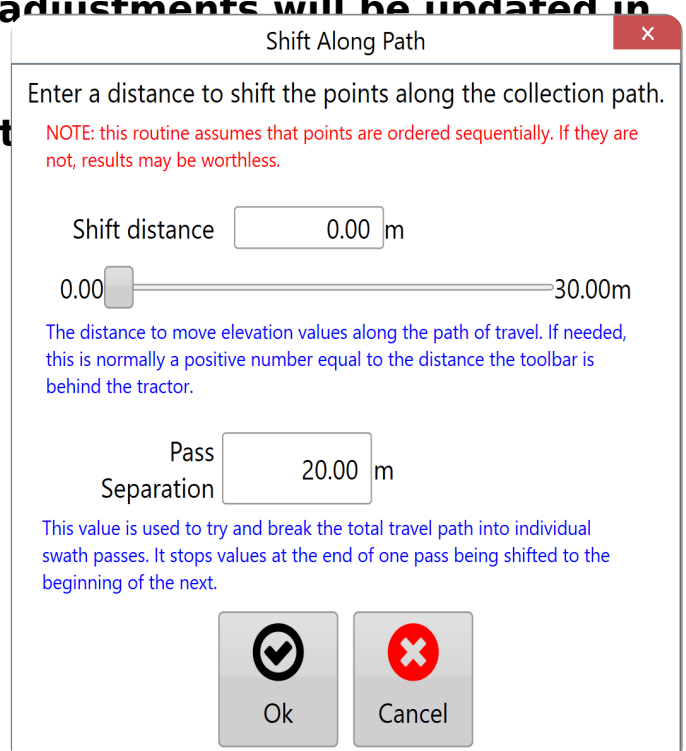 adjustments will be updated in
Shift Along Path
Enter a distance to shift the points along the collection path.
t
NOTE: this routine assumes that points are ordered sequentially. If they are
not, results may be worthless.
Shift distance 0.00 m
0.00 30.00m
The distance to move elevation values along the path of travel. If needed,
this is normally a positive number equal to the distance the toolbar is
behind the tractor.
Pass
Separation 20.00 m
This value is used to try and break the total travel path into individual
swath passes. It stops values at the end of one pass being shifted to the
beginning of the next.
Ok Cancel